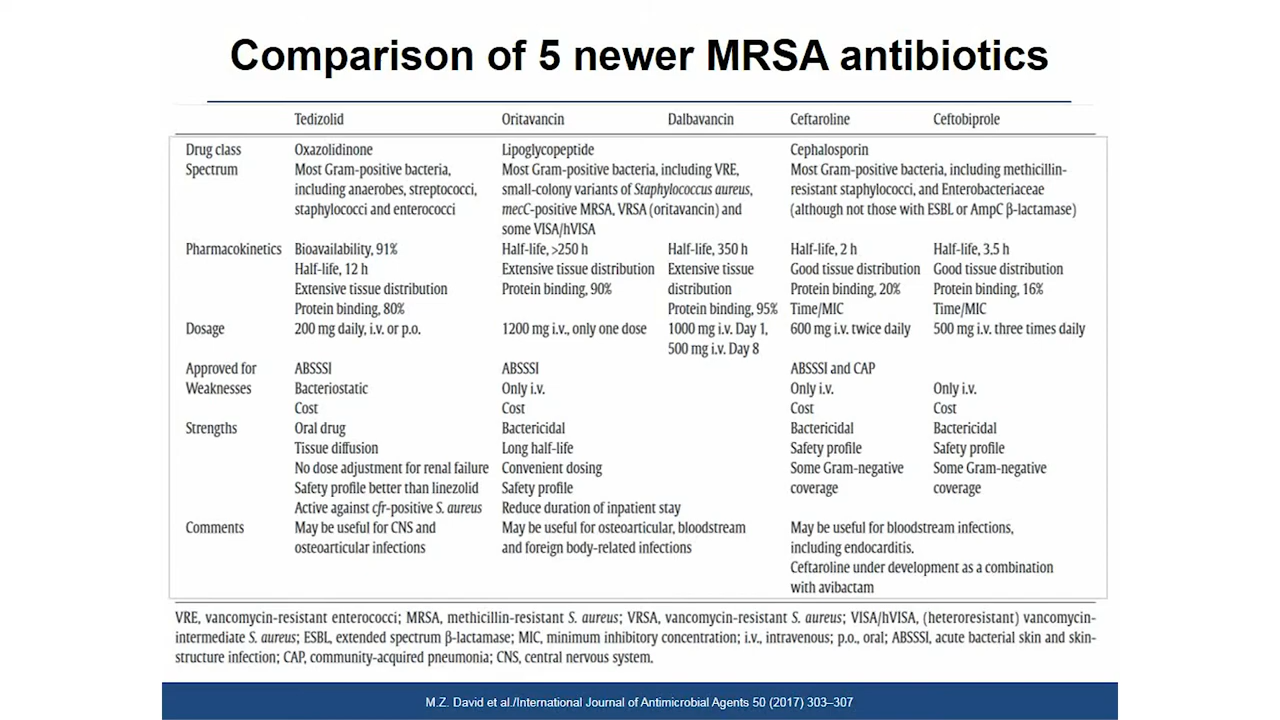 Comparison of 5 newer MRSA antibiotics
Tedizolid Oritavancin Dalbavancin Ceftaroline Ceftobiprole
Drug class Oxazolidinone Lipoglycopeptide Cephalosporin
Spectrum Most Gram-positive bacteria, Most Gram-positive bacteria, including VRE, Most Gram-positive bacteria, including methicillin-
including anaerobes, streptococci, small-colony variants of Staphylococcus aureus, resistant staphylococci, and Enterobacteriaceae
staphylococci and enterococci mecC-positive MRSA, VRSA (oritavancin) and (although not those with ESBL or AmpC β-lactamase)
some VISA/hVISA
Pharmacokinetics Bioavailability, 91% Half-life, >250 h Half-life, 350 h Half-life, 2 h Half-life, 3.5 h
Half-life, 12 h Extensive tissue distribution Extensive tissue Good tissue distribution Good tissue distribution
Extensive tissue distribution Protein binding, 90% distribution Protein binding, 20% Protein binding, 16%
Protein binding, 80% Protein binding, 95% Time/MIC Time/MIC
Dosage 200 mg daily, i.v. or p.o. 1200 mg i.v., only one dose 1000 mg i.v. Day 1, 600 mg i.v. twice daily 500 mg i.v. three times daily
500 mg i.v. Day 8
Approved for ABSSSI ABSSSI ABSSSI and CAP
Weaknesses Bacteriostatic Only i.v. Only i.v. Only i.v.
Cost Cost Cost Cost
Strengths Oral drug Bactericidal Bactericidal Bactericidal
Tissue diffusion Long half-life Safety profile Safety profile
No dose adjustment for renal failure Convenient dosing Some Gram-negative Some Gram-negative
Safety profile better than linezolid Safety profile coverage coverage
Active against cfr-positive S. aureus Reduce duration of inpatient stay
Comments May be useful for CNS and May be useful for osteoarticular, bloodstream May be useful for bloodstream infections,
osteoarticular infections and foreign body-related infections including endocarditis.
Ceftaroline under development as a combination
with avibactam
VRE, vancomycin-resistant enterococci; MRSA, methicillin-resistant S. aureus; VRSA, vancomycin-resistant S. aureus; VISA/hVISA, (heteroresistant) vancomycin-
intermediate S. aureus; ESBL, extended spectrum β-lactamase; MIC, minimum inhibitory concentration; i.v., intravenous; p.o., oral; ABSSSI, acute bacterial skin and skin-
structure infection; CAP, community-acquired pneumonia; CNS, central nervous system.
M.Z. David et al./International Journal of Antimicrobial Agents 50 (2017) 303–307